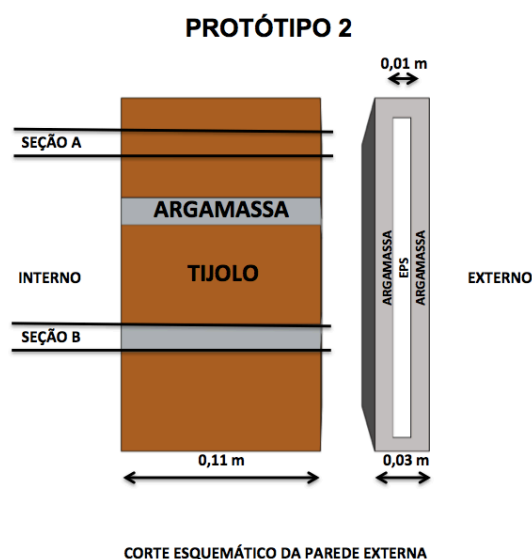 PROTÓTIPO 2
0,01 m
SEÇÃO A
ARGAMASSA
TIJOLO
INTERNO
ARGAMASSA
EPS
ARGAMASSA
EXTERNO
SEÇÃO B
0,11 m
0,03 m
CORTE ESQUEMÁTICO DA PAREDE EXTERNA